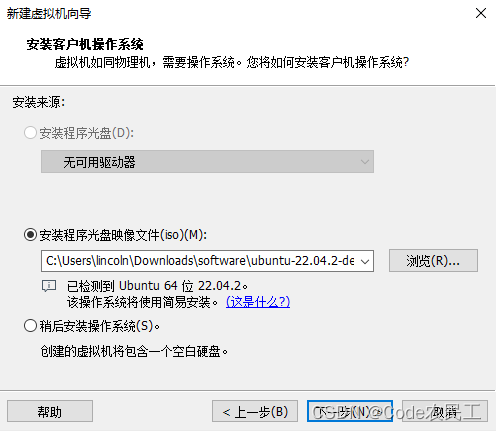 新建虚拟机向导
安装客户机操作系统
虚拟机如同物理机，需要操作系统。您将如何安装客户机操作系统?
安装来源:
安装程序光盘(D):
无可用驱动器
安装程序光盘映像文件(iso)(M):
C:\Users\lincoln\Downloads\software\ubuntu-22.04.2-de
浏览(R)...
已检测到 Ubuntu 64 位 22.04.2。
该操作系统将使用简易安装。 (这是什么?)
稍后安装操作系统(S)。
创建的虚拟机将包含一个空白硬盘。
帮助
< 上一步(B)
下一步(N) >
取消
CSDN @Code农民工